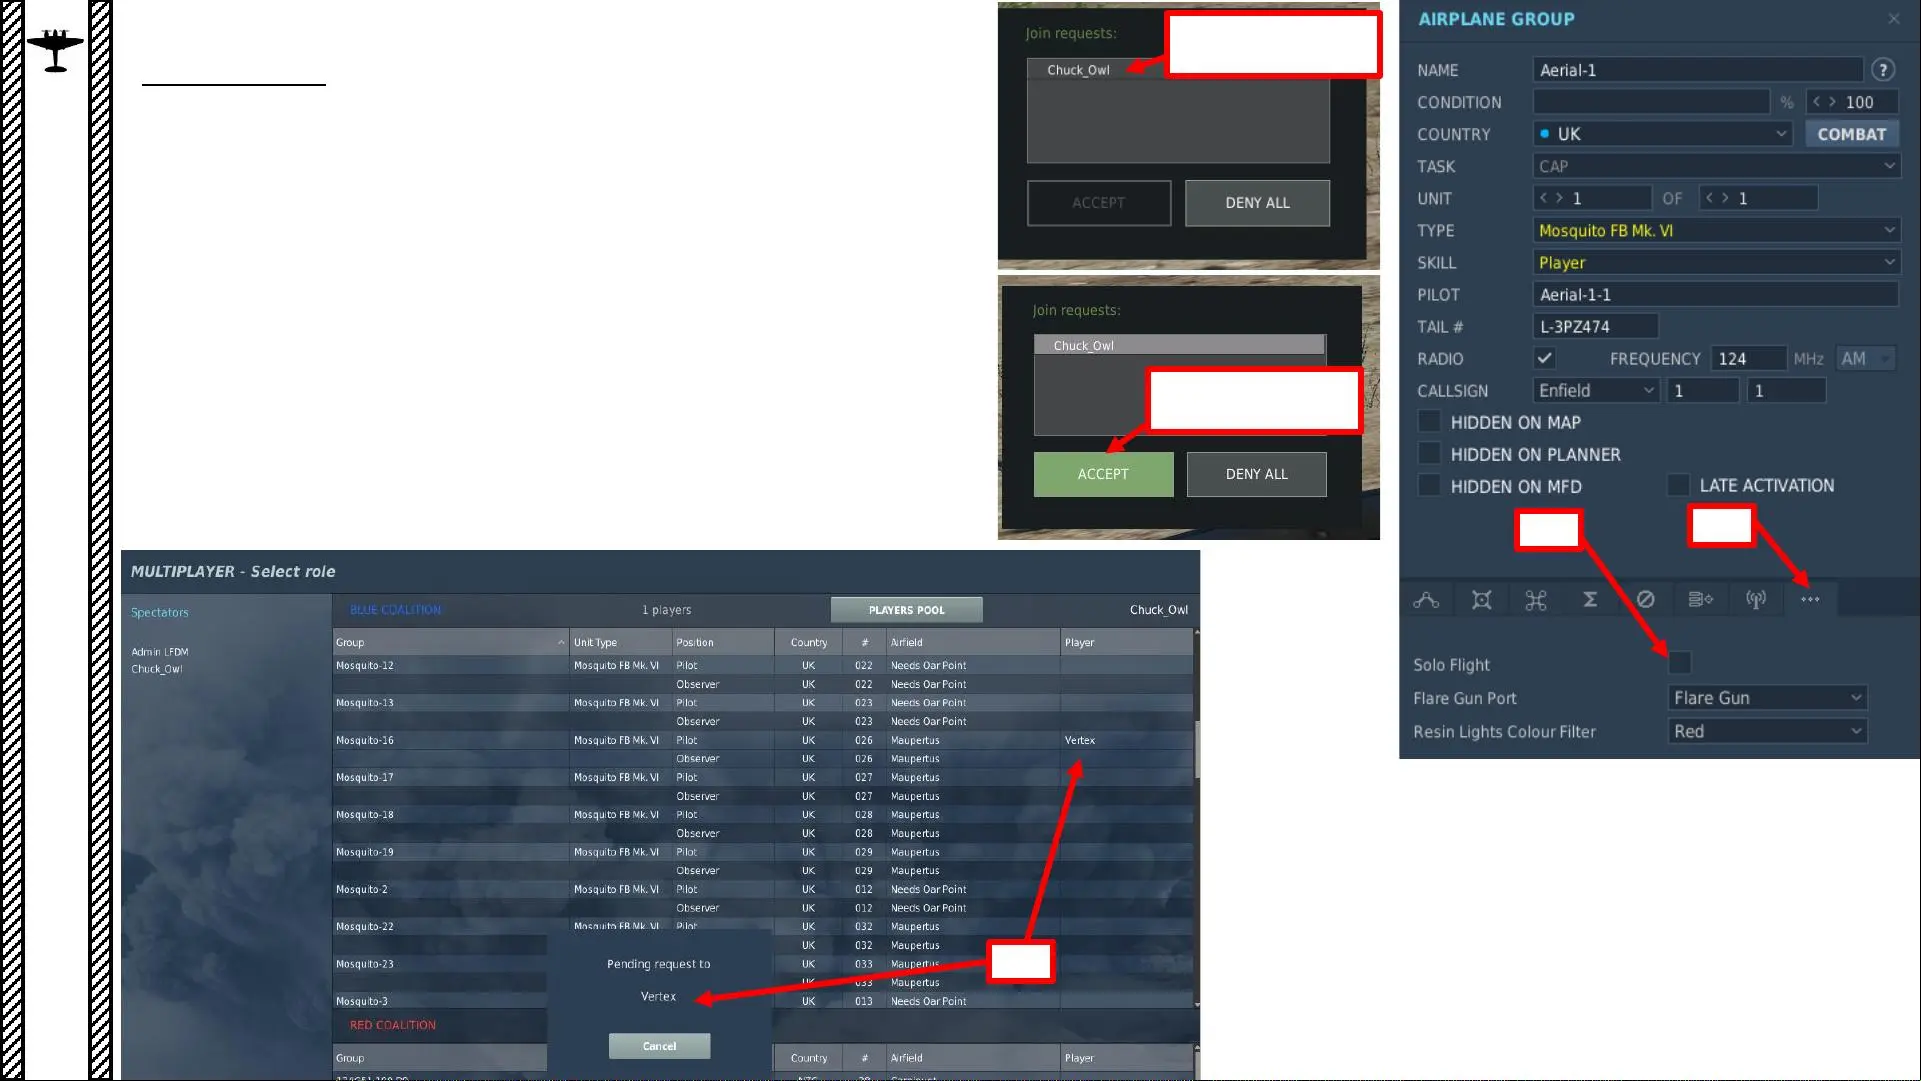 Join requests:
Chuck_Owl
ACCEPT
DENY ALL
Join requests:
Chuck_Owl
ACCEPT
DENY ALL
AIRPLANE GROUP
NAME Aerial-1 ?
CONDITION % < > 100
COUNTRY UK COMBAT
TASK CAP
UNIT < > 1 OF < > 1
TYPE Mosquito FB Mk. VI
SKILL Player
PILOT Aerial-1-1
TAIL # L-3PZ474
RADIO FREQUENCY 124 MHz AM
CALLSIGN Enfield 1 1
HIDDEN ON MAP
HIDDEN ON PLANNER
HIDDEN ON MFD LATE ACTIVATION
Solo Flight
Flare Gun Port Flare Gun
Resin Lights Colour Filter Red
MULTIPLAYER - Select role
Spectators
Admin LFDM
Chuck_Owl
BLUE COALITION 1 players PLAYERS POOL Chuck_Owl
Group Unit Type Position Country # Airfield Player
Mosquito-12 Mosquito FB Mk. VI Pilot UK 022 Needs Oar Point
Observer UK 022 Needs Oar Point
Mosquito-13 Mosquito FB Mk. VI Pilot UK 023 Needs Oar Point
Observer UK 023 Needs Oar Point
Mosquito-16 Mosquito FB Mk. VI Pilot UK 026 Maupertus Vertex
Observer UK 026 Maupertus
Mosquito-17 Mosquito FB Mk. VI Pilot UK 027 Maupertus
Observer UK 027 Maupertus
Mosquito-18 Mosquito FB Mk. VI Pilot UK 028 Maupertus
Observer UK 028 Maupertus
Mosquito-19 Mosquito FB Mk. VI Pilot UK 029 Maupertus
Observer UK 029 Maupertus
Mosquito-2 Mosquito FB Mk. VI Pilot UK 012 Needs Oar Point
Observer UK 012 Needs Oar Point
Mosquito-22 Mosquito FB Mk. VI Pilot UK 032 Maupertus
UK 032 Maupertus
Mosquito-23 UK 033 Maupertus
UK 033 Maupertus
Mosquito-3 UK 013 Needs Oar Point
Pending request to
Vertex
Cancel
RED COALITION
Group Country # Airfield Player